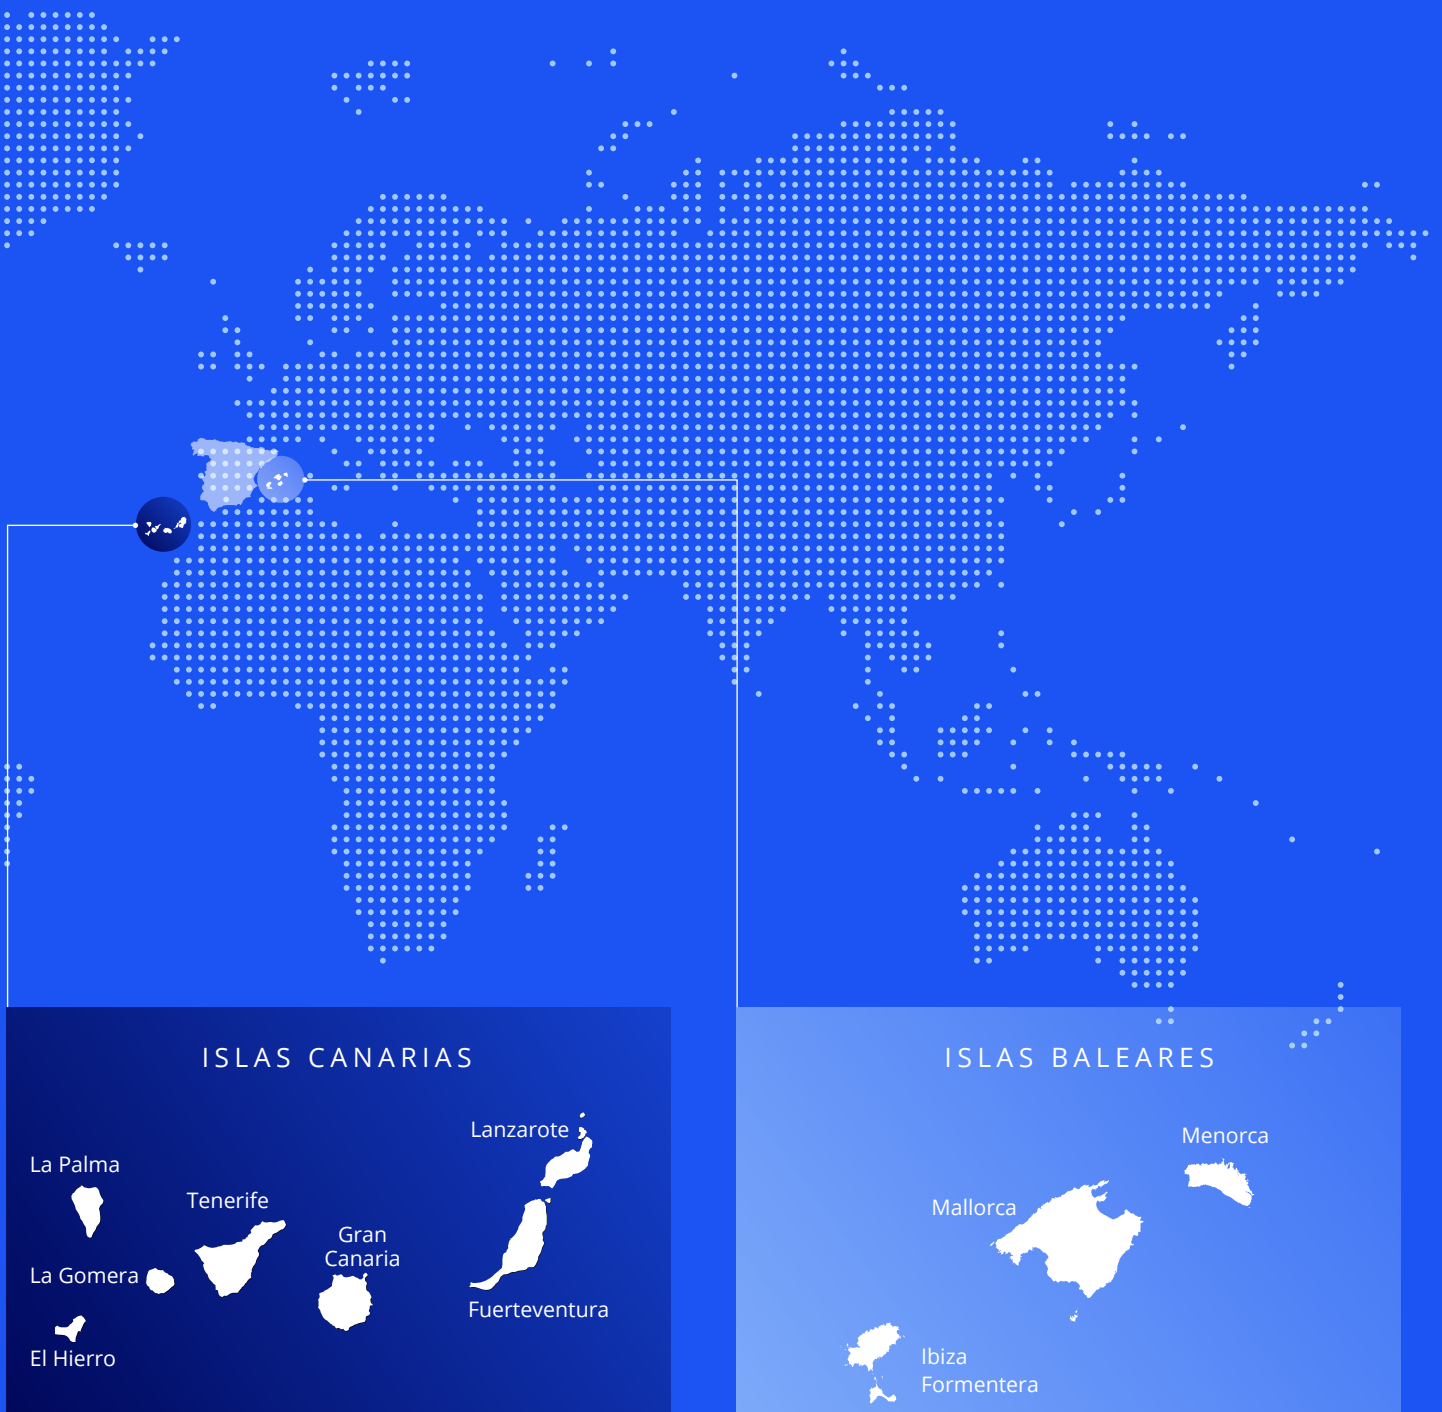 ISLAS CANARIAS
Lanzarote
La Palma
Tenerife
Gran
Canaria
La Gomera
Fuerteventura
El Hierro
ISLAS BALEARES
Menorca
Mallorca
Ibiza
Formentera